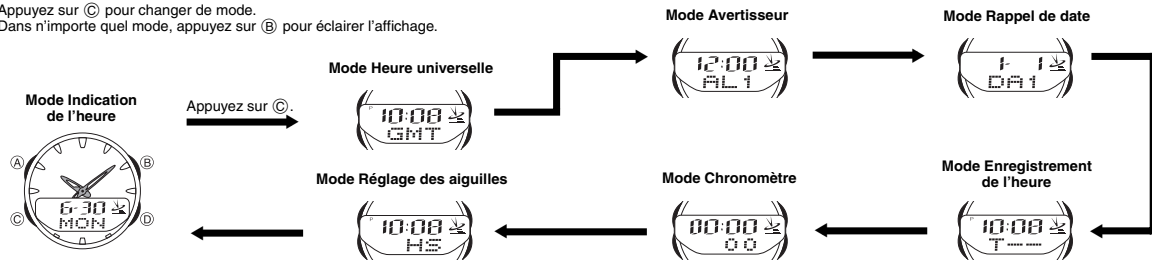 Appuyez sur Ⓒ pour changer de mode.
Dans n’importe quel mode, appuyez sur Ⓑ pour éclairer l’affichage.
Mode Indication
de l’heure
Ⓐ
Ⓑ
Ⓒ
Ⓓ
6-30
MON
Appuyez sur Ⓒ.
Mode Heure universelle
P 10:08
GMT
Mode Avertisseur
12:00
AL1
Mode Rappel de date
1- 1
DA1
Mode Enregistrement
de l’heure
P 10:08
T----
Mode Chronomètre
00:00
00
Mode Réglage des aiguilles
P 10:08
HS